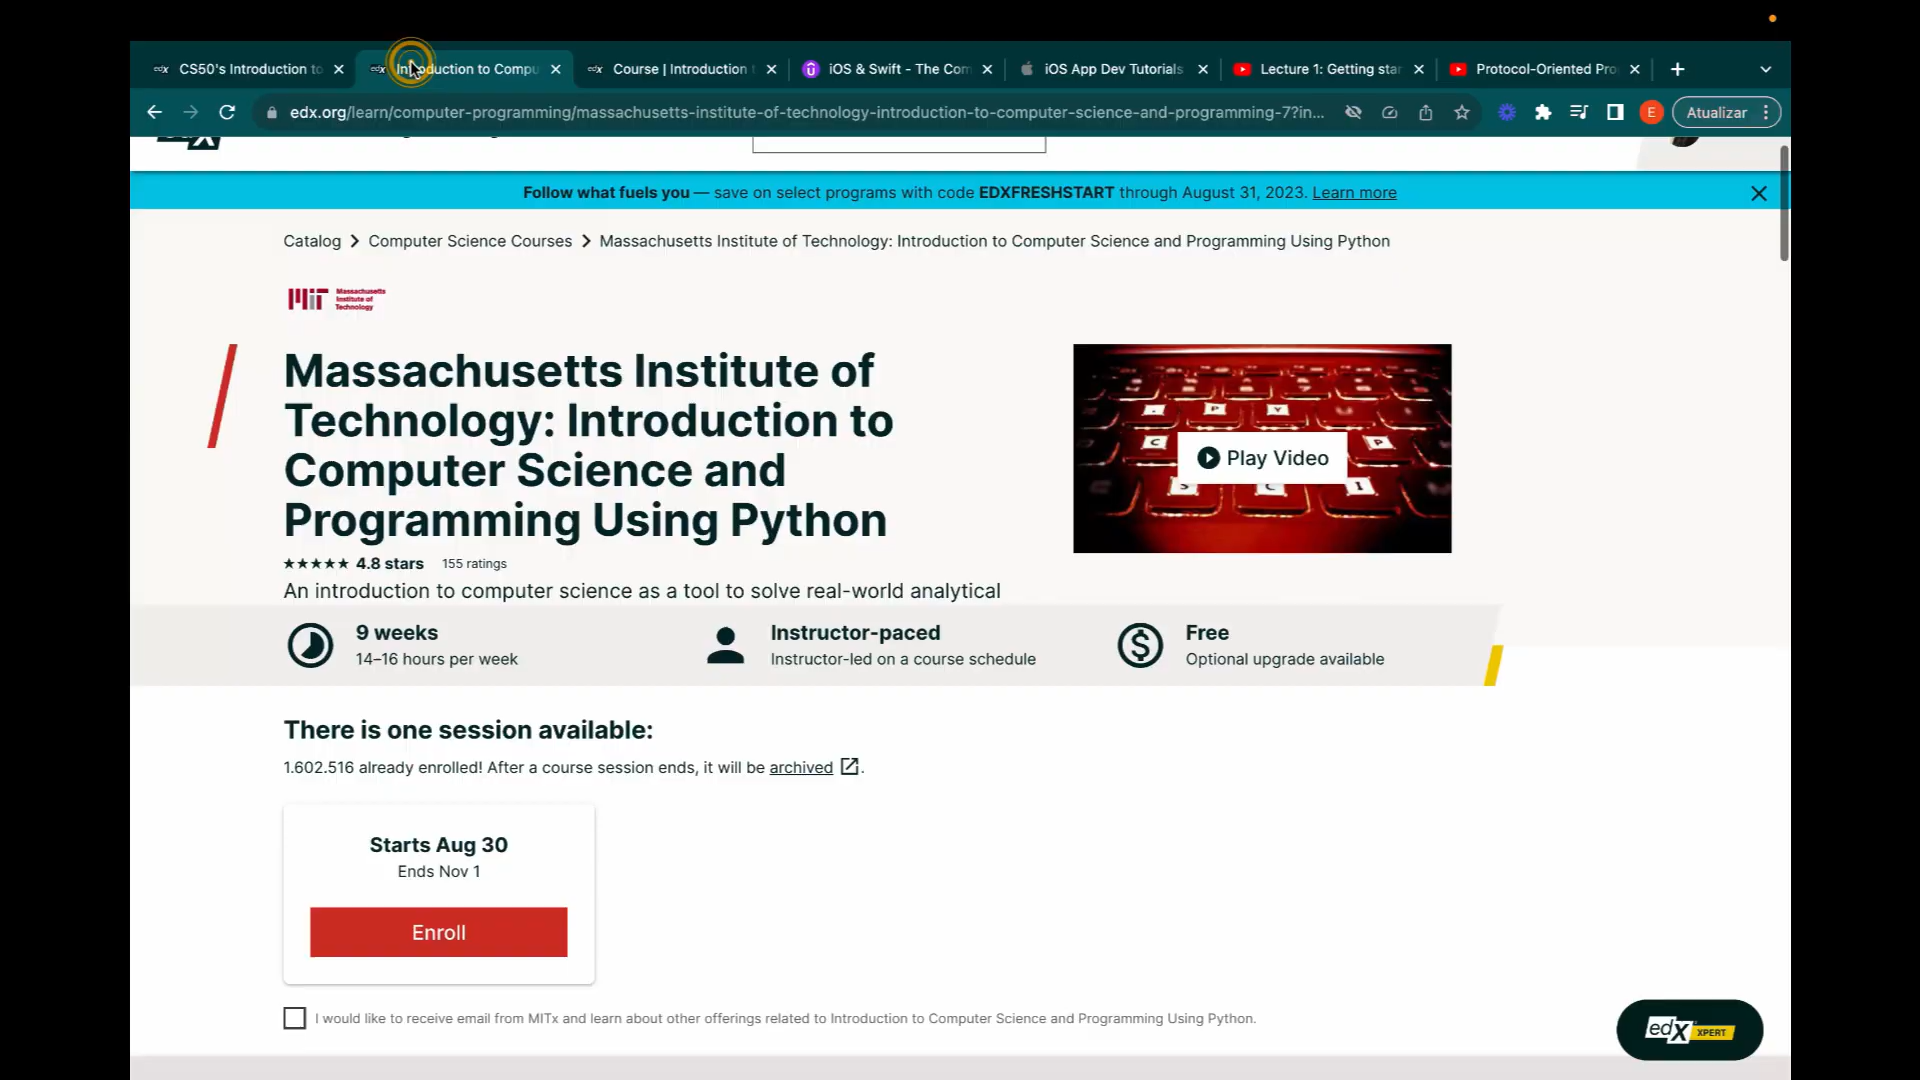 CS50's Introduction to
Introduction to Compu
Course | Introduction t
iOS & Swift - The Com
iOS App Dev Tutorials
Lecture 1: Getting star
Protocol-Oriented Pro
edx.org/learn/computer-programming/massachusetts-institute-of-technology-introduction-to-computer-science-and-programming-7?in...
E
Atualizar
Follow what fuels you — save on select programs with code EDXFRESHSTART through August 31, 2023. Learn more
Catalog > Computer Science Courses > Massachusetts Institute of Technology: Introduction to Computer Science and Programming Using Python
Massachusetts
Institute of
Technology
Massachusetts Institute of
Technology: Introduction to
Computer Science and
Programming Using Python
★★★★★ 4.8 stars 155 ratings
An introduction to computer science as a tool to solve real-world analytical
Play Video
9 weeks
14–16 hours per week
Instructor-paced
Instructor-led on a course schedule
Free
Optional upgrade available
There is one session available:
1.602.516 already enrolled! After a course session ends, it will be archived.
Starts Aug 30
Ends Nov 1
Enroll
I would like to receive email from MITx and learn about other offerings related to Introduction to Computer Science and Programming Using Python.
edX XPERT